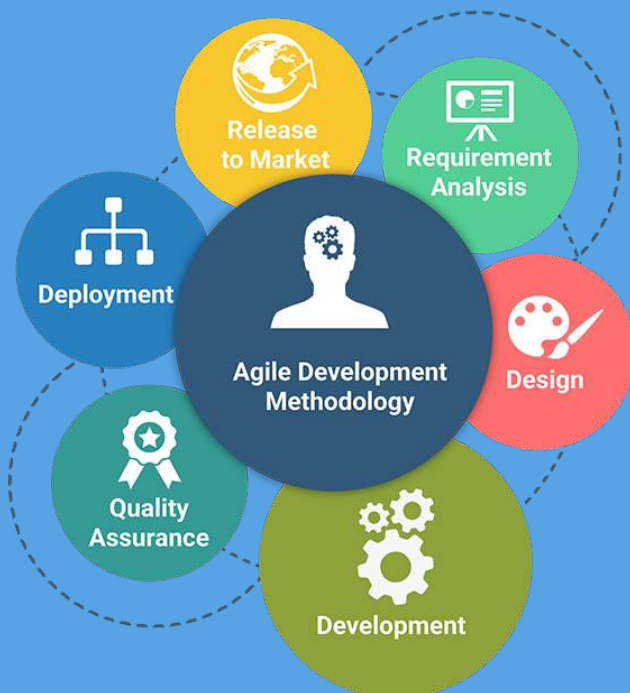 Release
to Market
Requirement
Analysis
Deployment
Agile Development
Methodology
Design
Quality
Assurance
Development